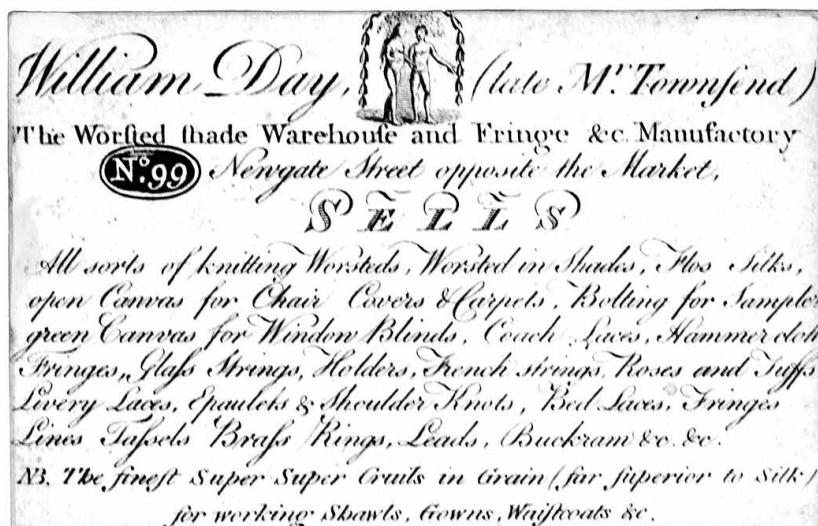 William Day, (late Mr. Townſend)
The Worſted ſhade Warehouſe and Fringe &c. Manufactory
No. 99 Newgate Street opposite the Market,
SELLS
All sorts of knitting Worsteds, Worsted in Shades, Flos Silks,
open Canvas for Chair Covers & Carpets, Bolting for Sampler
green Canvas for Window Blinds, Coach Laces, Hammer cloth
Fringes, Glaſs Strings, Holders, French strings, Roses and Tuffs
Livery Laces, Epaulets & Shoulder Knots, Bed Laces, Fringes
Lines Taſsels Braſs Rings, Leads, Buckram &c. &c.
NB. The fineſt Super Super Cruils in Grain (far ſuperior to Silk)
for working Shawls, Gowns, Waiſtcoats &c.